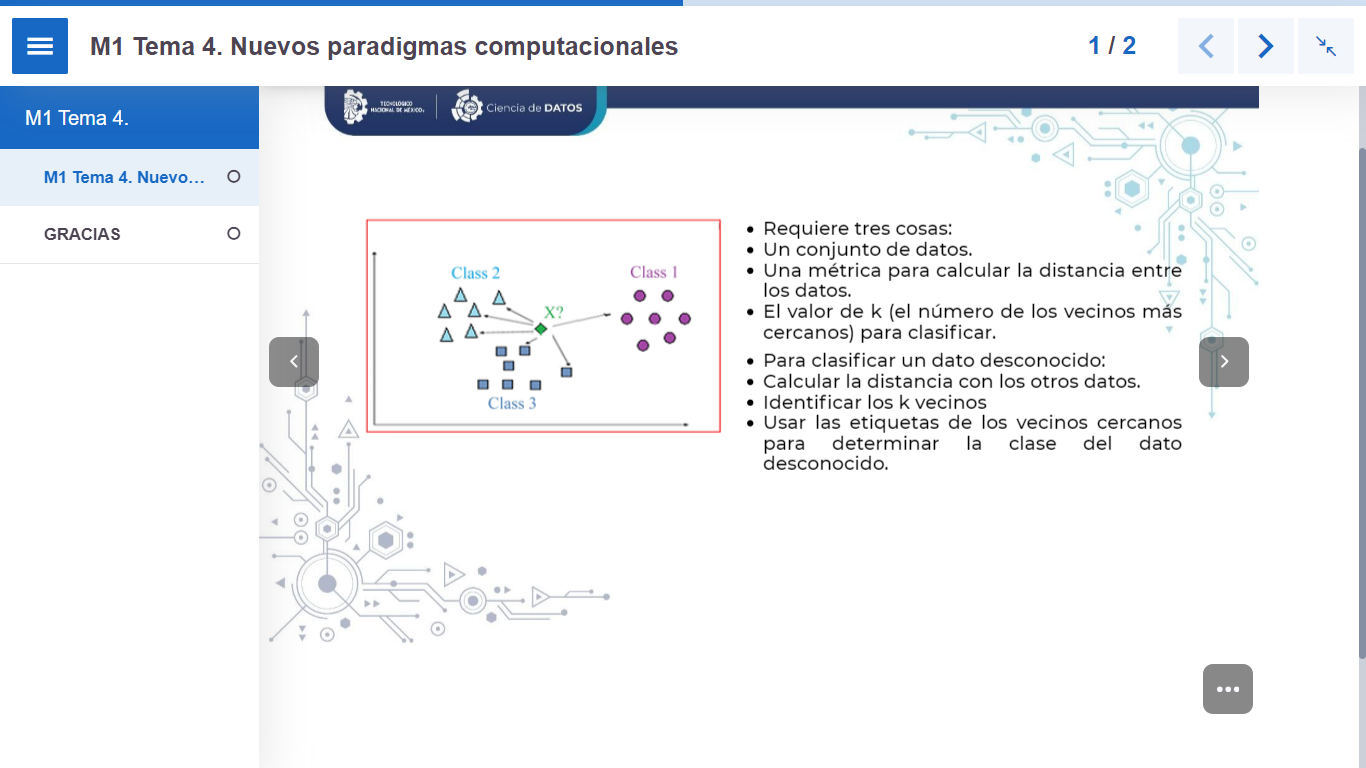 M1 Tema 4. Nuevos paradigmas computacionales
1 / 2
M1 Tema 4.
M1 Tema 4. Nuevo...
GRACIAS
TECNOLÓGICO
NACIONAL DE MÉXICO
Ciencia de DATOS
Class 2
Class 1
X?
Class 3
• Requiere tres cosas:
• Un conjunto de datos.
• Una métrica para calcular la distancia entre
los datos.
• El valor de k (el número de los vecinos más
cercanos) para clasificar.
• Para clasificar un dato desconocido:
• Calcular la distancia con los otros datos.
• Identificar los k vecinos
• Usar las etiquetas de los vecinos cercanos
para determinar la clase del dato
desconocido.